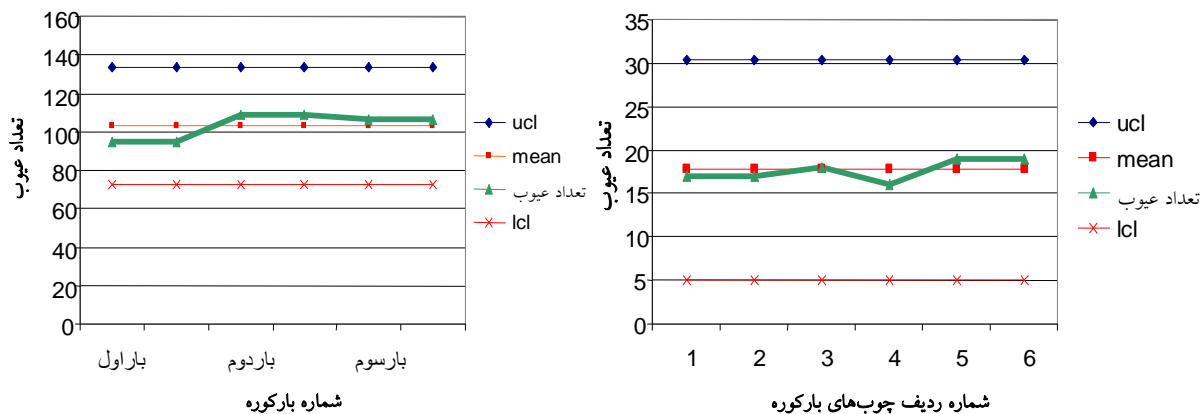 160
140
120
100
80
60
40
20
0
تعداد عیوب
باراول
باردوم
بارسوم
شماره بارکوره
ucl
mean
تعداد عیوب
lcl
35
30
25
20
15
10
5
0
تعداد عیوب
1 2 3 4 5 6
شماره ردیف چوب‌های بارکوره
ucl
mean
تعداد عیوب
lcl